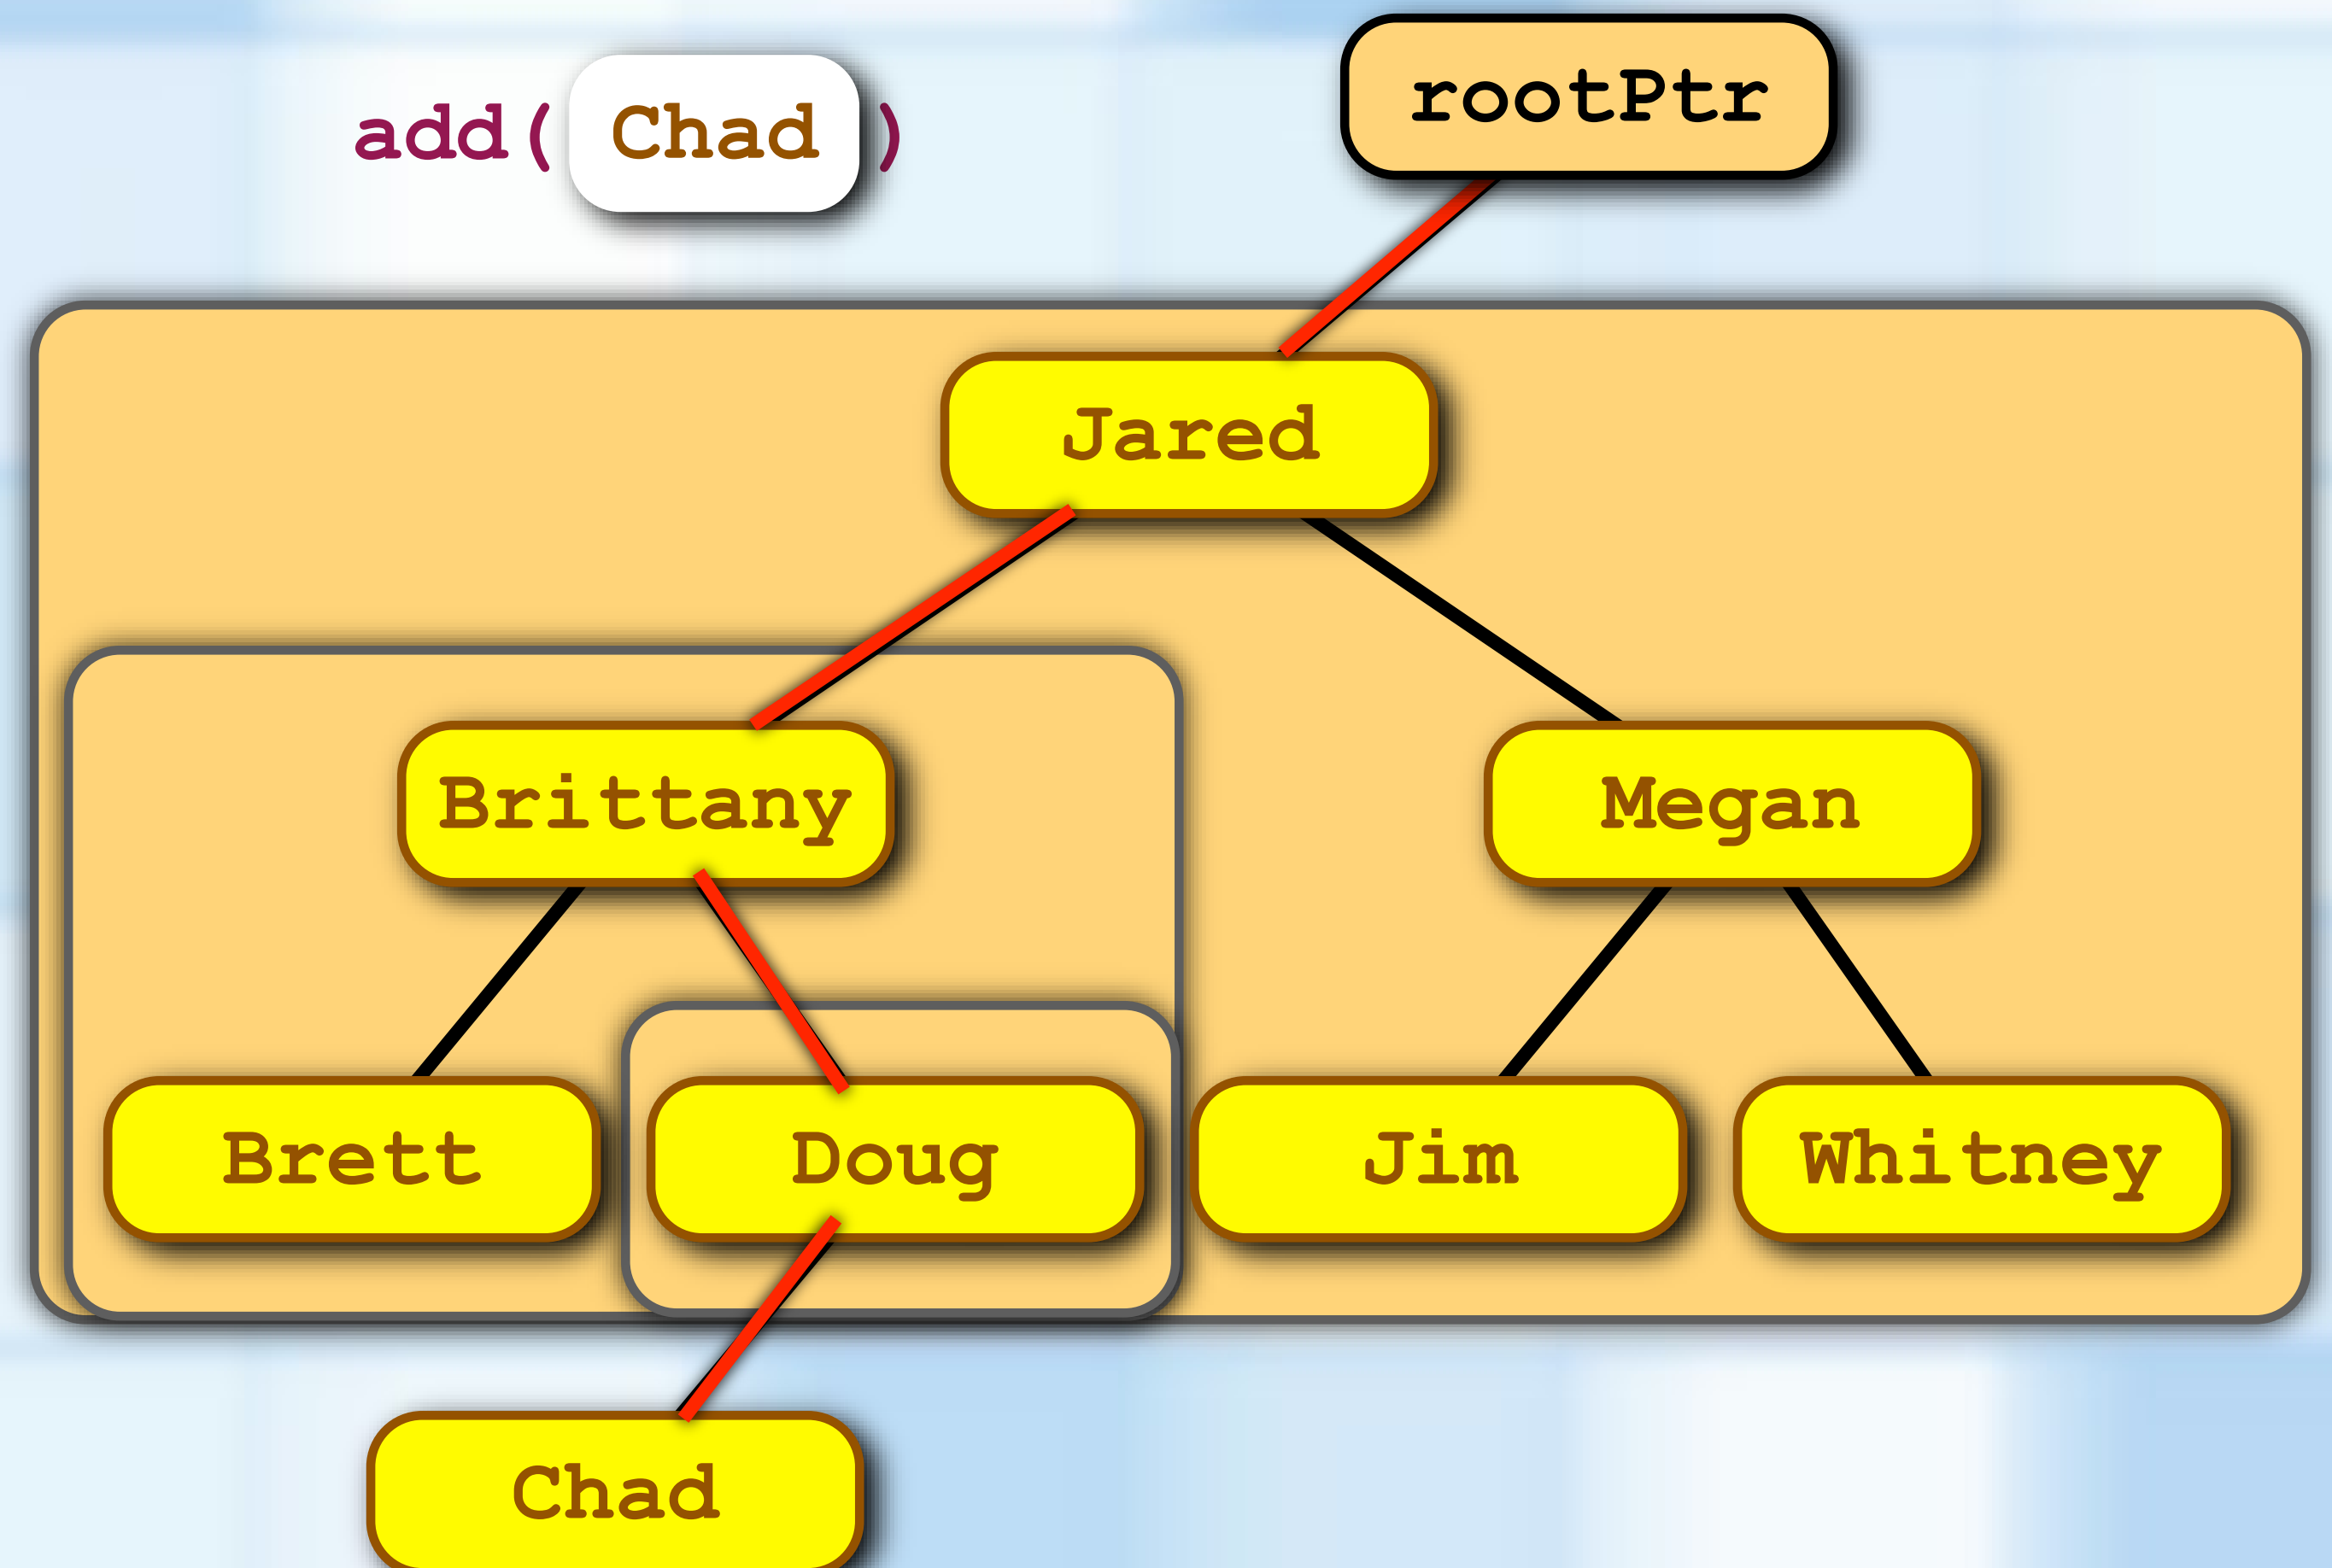 add( Chad )
rootPtr
Jared
Brittany
Megan
Brett
Doug
Jim
Whitney
Chad